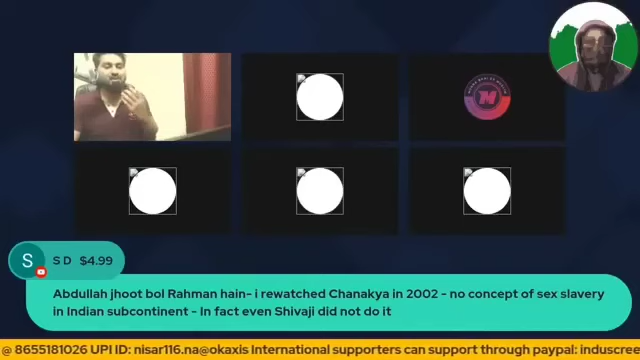 M
S
S D $4.99
Abdullah jhoot bol Rahman hain- i rewatched Chanakya in 2002 - no concept of sex slavery
in Indian subcontinent - In fact even Shivaji did not do it
@ 8655181026 UPI ID: nisar116.na@okaxis International supporters can support through paypal: induscree